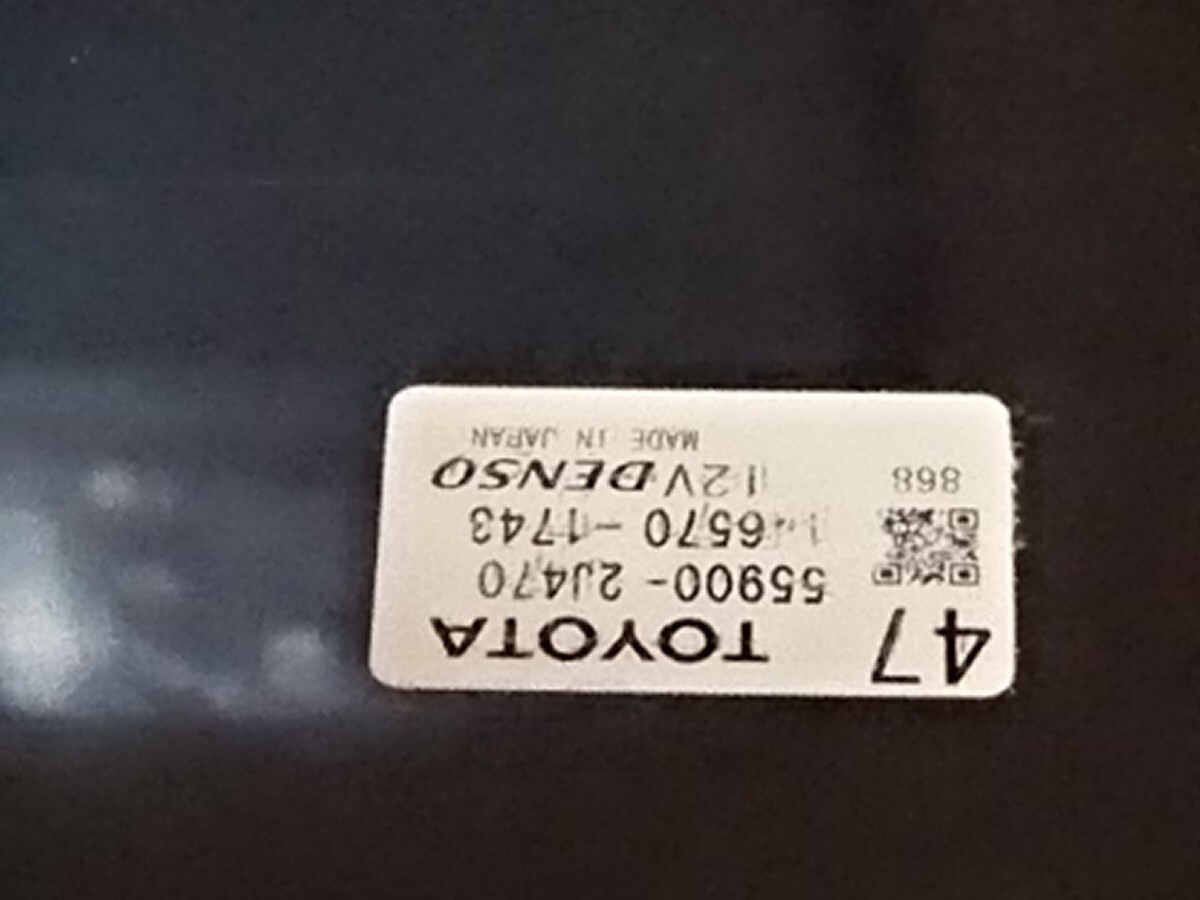 47 TOYOTA
55900-2J470
146570-1743
868 12V DENSO
MADE IN JAPAN